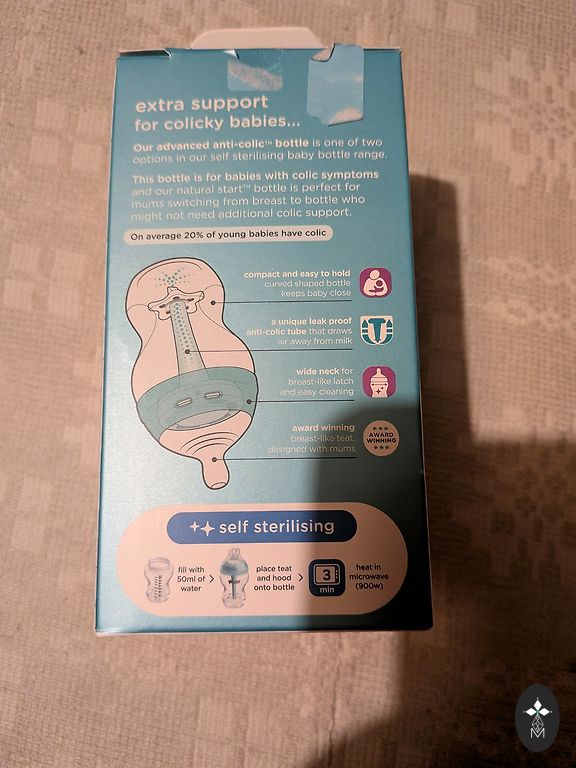 extra support
for colicky babies...
Our advanced anti-colic™ bottle is one of two
options in our self sterilising baby bottle range.
This bottle is for babies with colic symptoms
and our natural start™ bottle is perfect for
mums switching from breast to bottle who
might not need additional colic support.
On average 20% of young babies have colic
compact and easy to hold
curved shaped bottle
keeps baby close
a unique leak proof
anti-colic tube that draws
air away from milk
wide neck for
breast-like latch
and easy cleaning
award winning
breast-like teat,
designed with mums
AWARD
WINNING
self sterilising
fill with
50ml of
water
place teat
and hood
onto bottle
3
min
heat in
microwave
(900w)
M